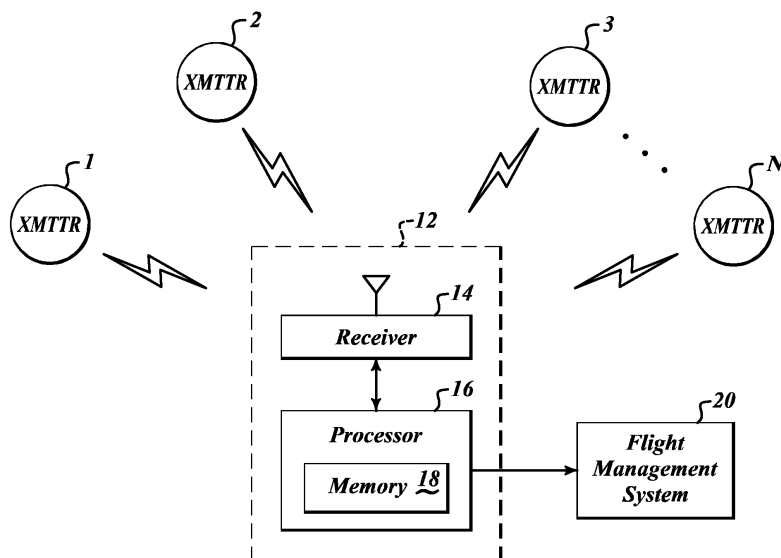 2
XMTTR
3
XMTTR
1
XMTTR
N
XMTTR
12
14
Receiver
16
Processor
Memory 18
20
Flight
Management
System